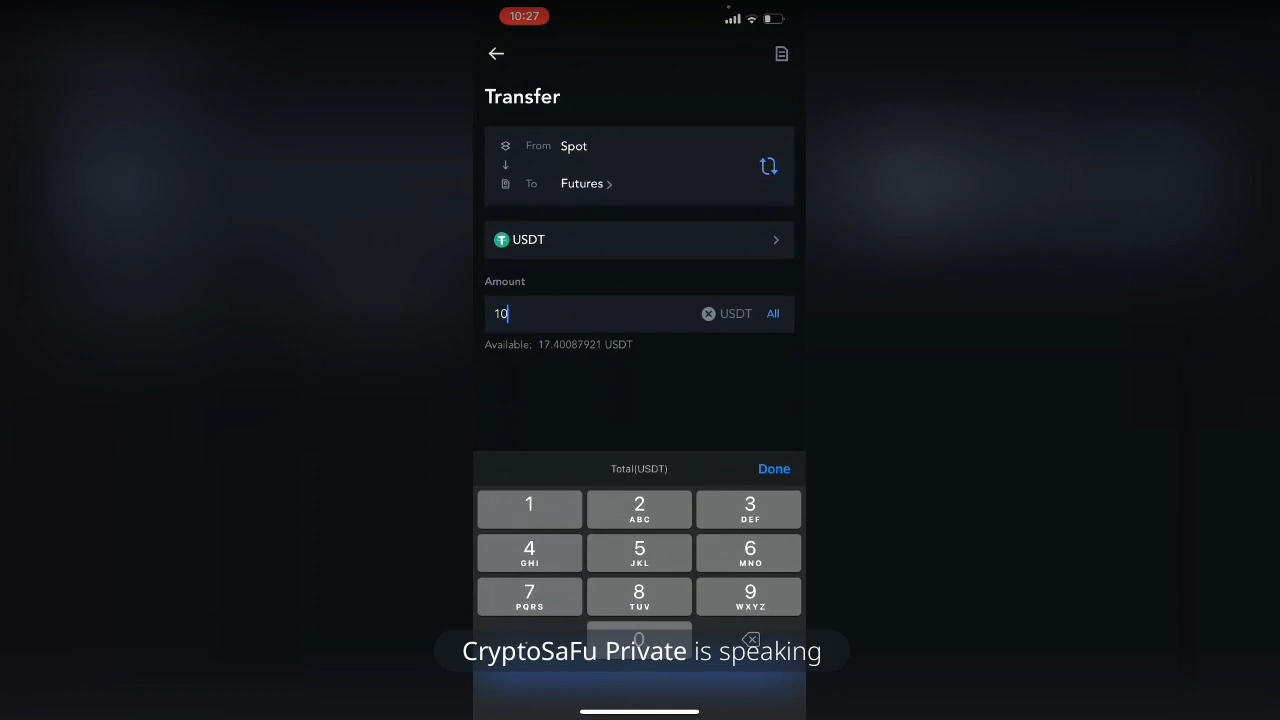 10:27
Transfer
From Spot
To Futures >
USDT
Amount
10 USDT All
Available: 17.40087921 USDT
Total(USDT) Done
1 2 3
ABC DEF
4 5 6
GHI JKL MNO
7 8 9
PQRS TUV WXYZ
. 0
CryptoSaFu Private is speaking